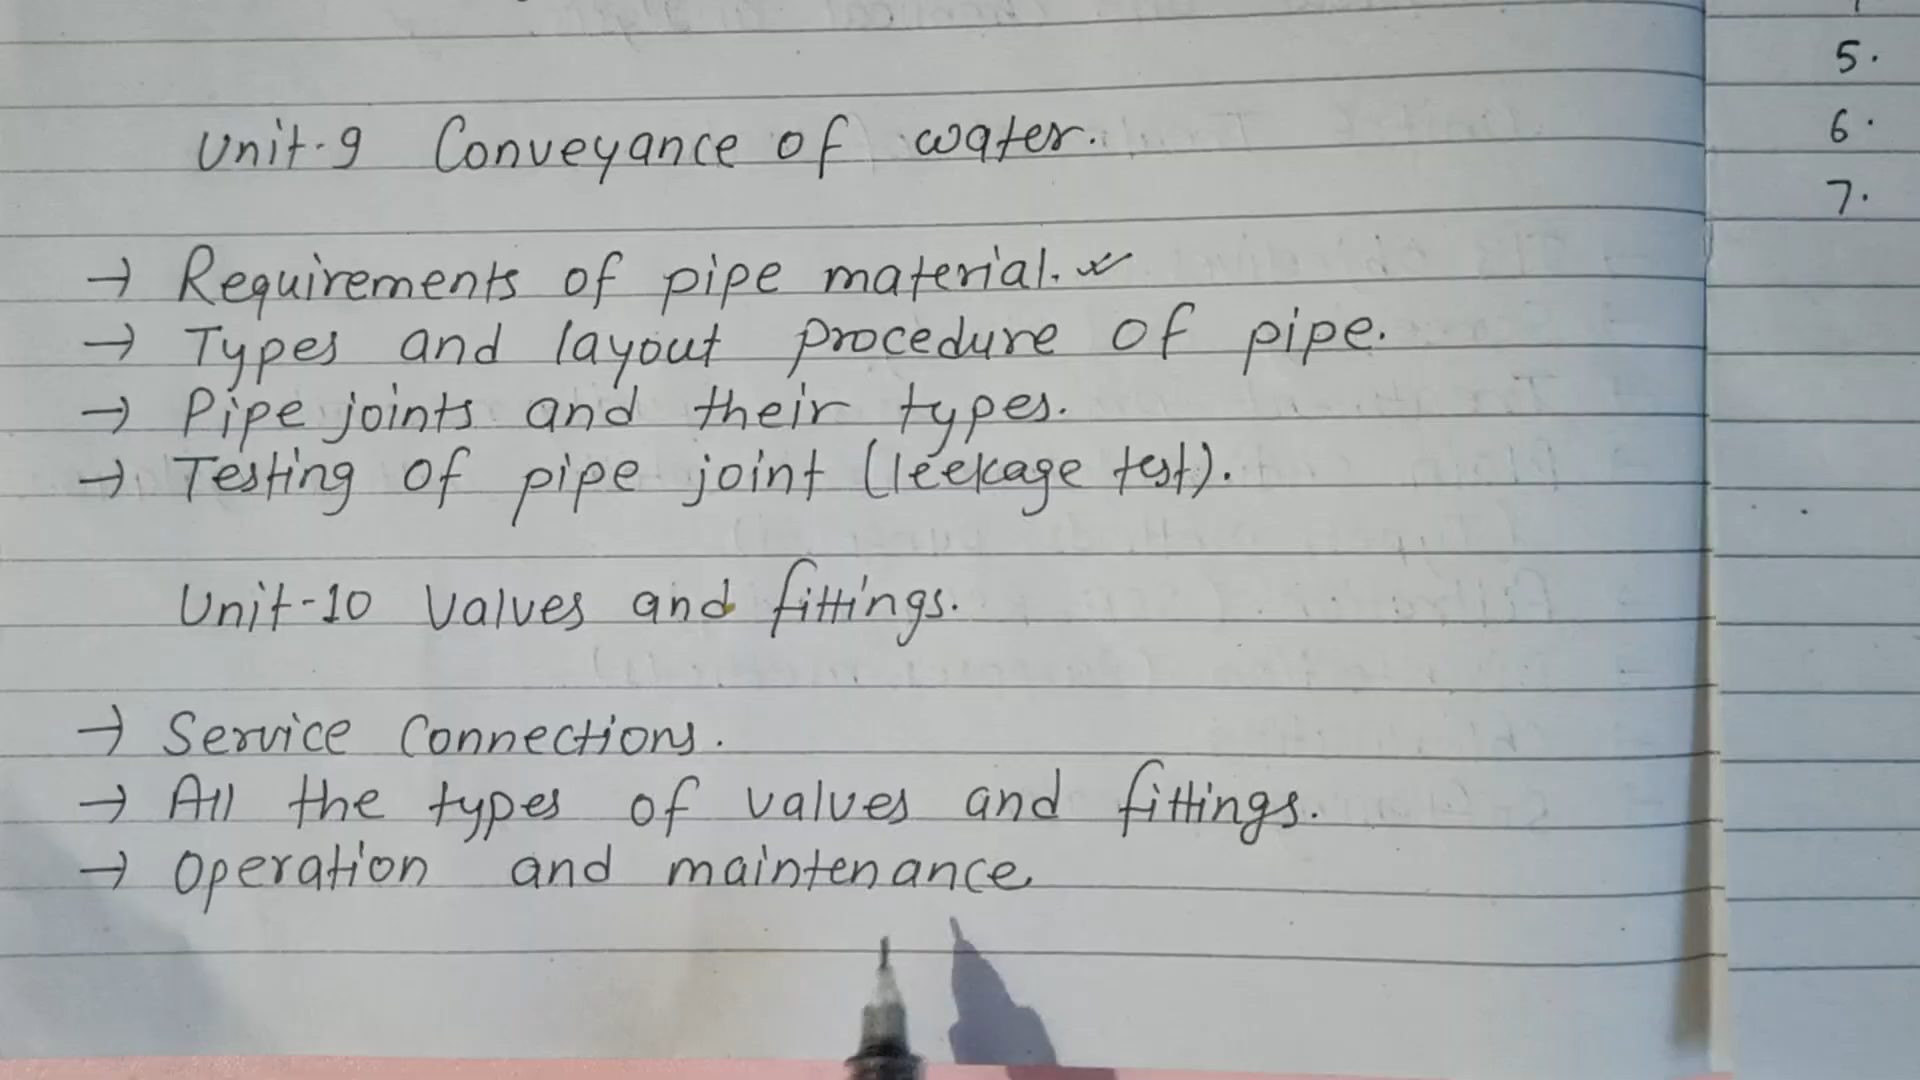 Unit-9 Conveyance of water.
→ Requirements of pipe material.
→ Types and layout procedure of pipe.
→ Pipe joints and their types.
→ Testing of pipe joint (leekage test).
Unit-10 Valves and fittings.
→ Service Connections.
→ All the types of valves and fittings.
→ Operation and maintenance
5.
6.
7.